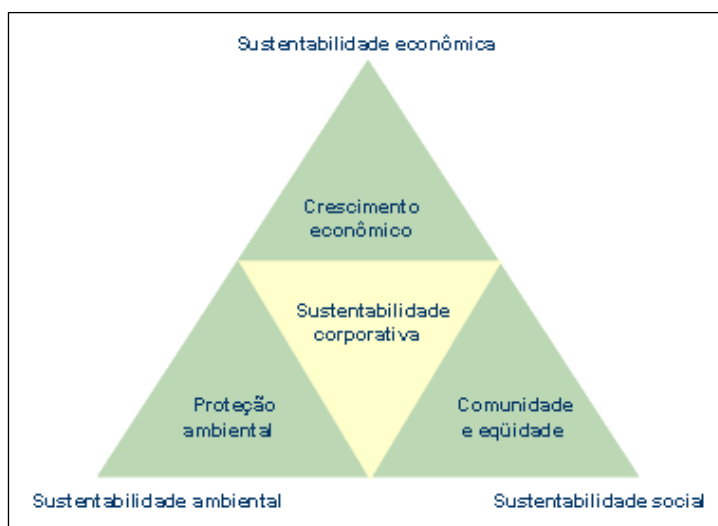 Sustentabilidade econômica
Crescimento
econômico
Sustentabilidade
corporativa
Proteção
ambiental
Comunidade
e eqüidade
Sustentabilidade ambiental
Sustentabilidade social